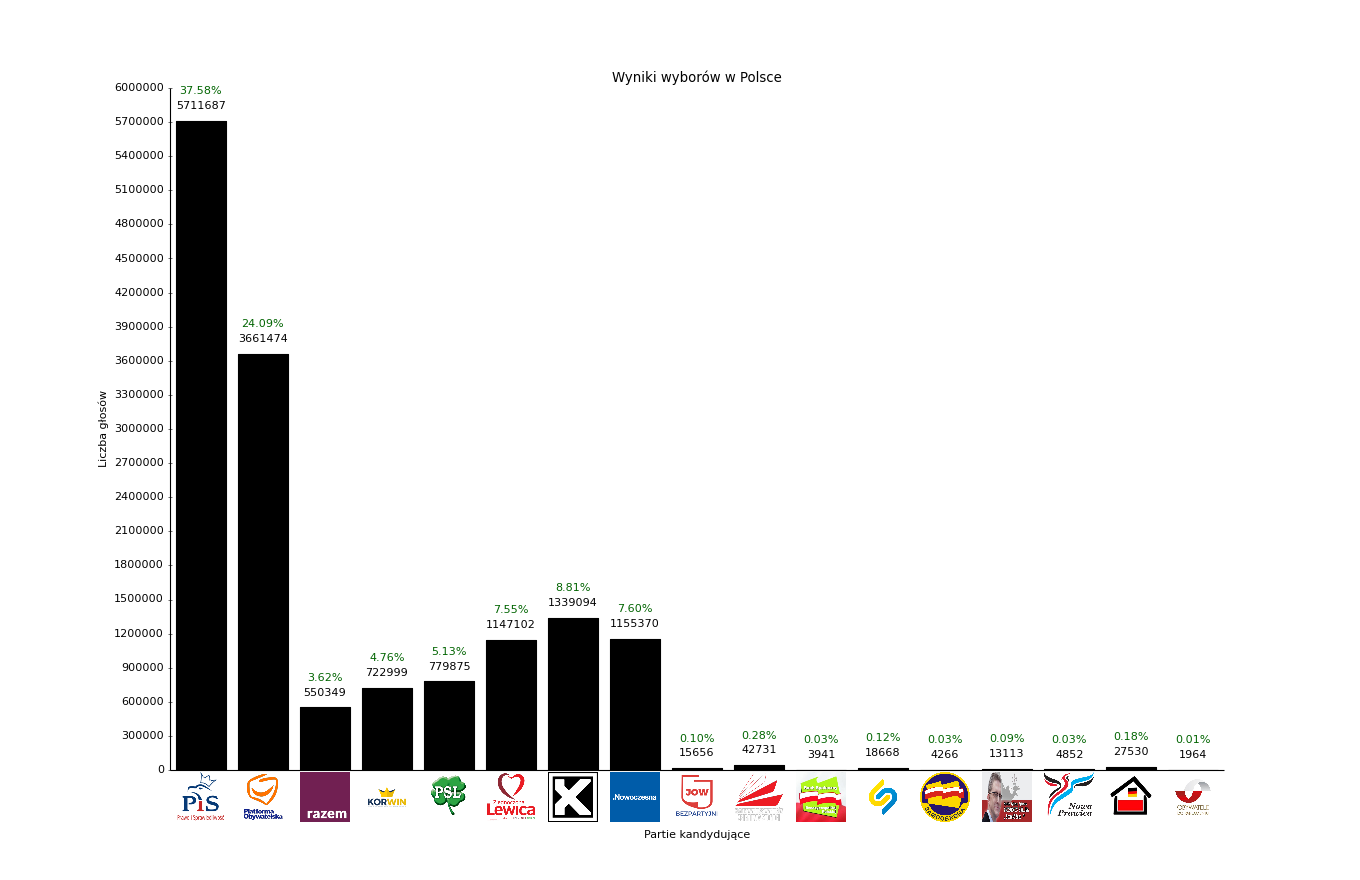 Wyniki wyborów w Polsce
6000000
5700000
5400000
5100000
4800000
4500000
4200000
3900000
3600000
3300000
3000000
2700000
2400000
2100000
1800000
1500000
1200000
900000
600000
300000
0
Liczba głosów
37.58%
5711687
24.09%
3661474
3.62%
550349
4.76%
722999
5.13%
779875
7.55%
1147102
8.81%
1339094
7.60%
1155370
0.10%
15656
0.28%
42731
0.03%
3941
0.12%
18668
0.03%
4266
0.09%
13113
0.03%
4852
0.18%
27530
0.01%
1964
PiS
Prawo i Sprawiedliwość
Platforma
Obywatelska
razem
KORWiN
PSL
Zjednoczona
Lewica
K
.Nowoczesna
JOW
BEZPARTYJNI
SAMOOBRONA
Nowa
Prawica
Partie kandydujące